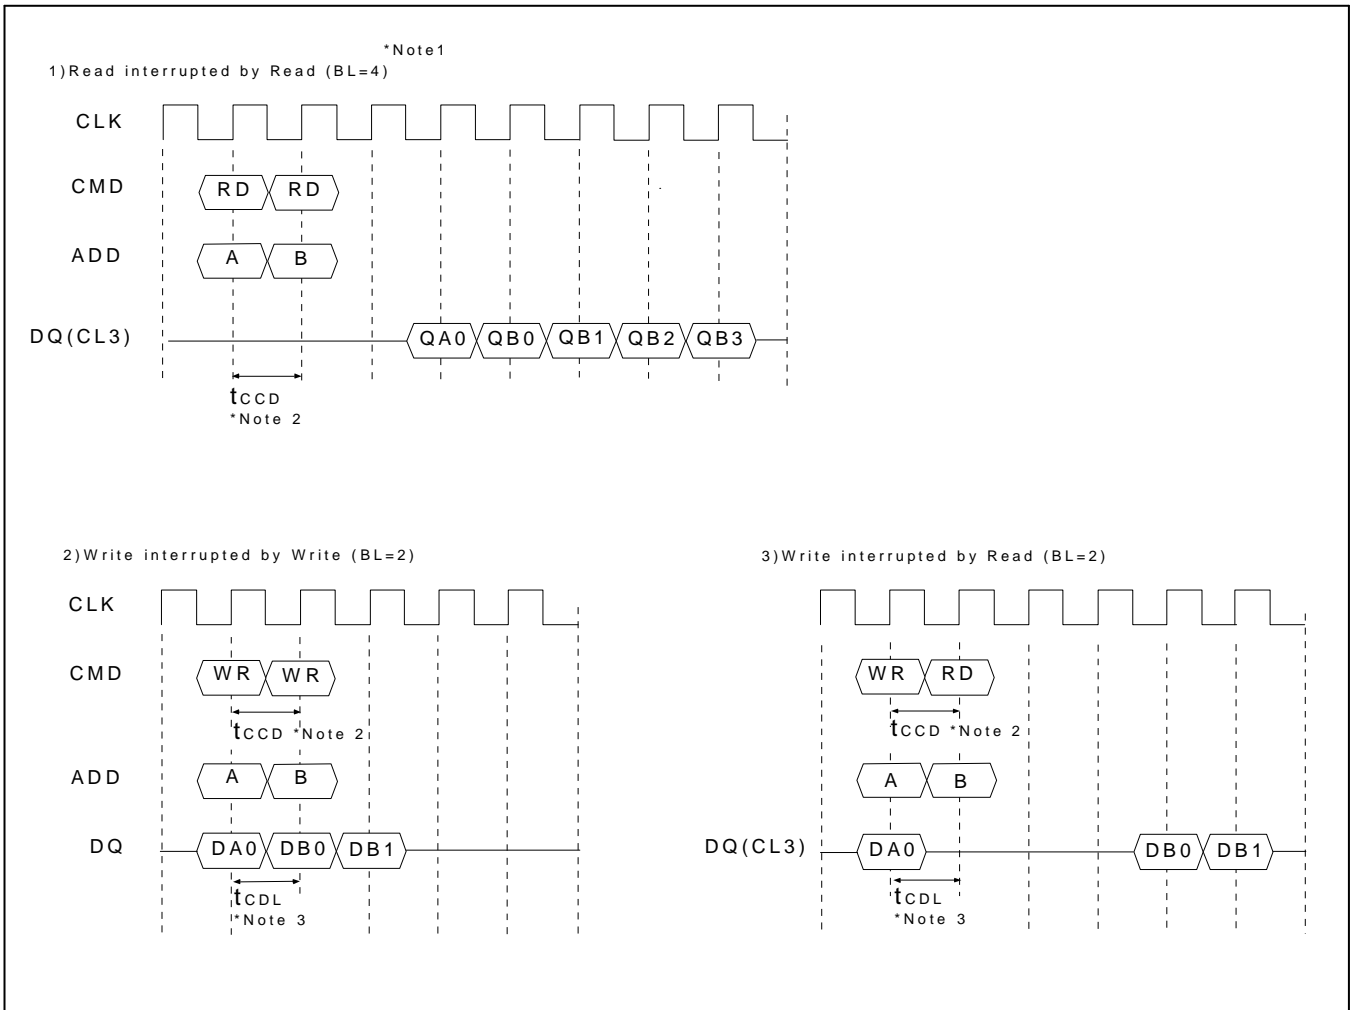 *Note1
1)Read interrupted by Read (BL=4)
CLK
CMD RD RD
ADD A B
DQ(CL3) QA0 QB0 QB1 QB2 QB3
tCCD
*Note 2
2)Write interrupted by Write (BL=2)
CLK
CMD WR WR
tCCD *Note 2
ADD A B
DQ DA0 DB0 DB1
tCDL
*Note 3
3)Write interrupted by Read (BL=2)
WR RD
tCCD *Note 2
A B
DQ(CL3) DA0 DB0 DB1
tCDL
*Note 3